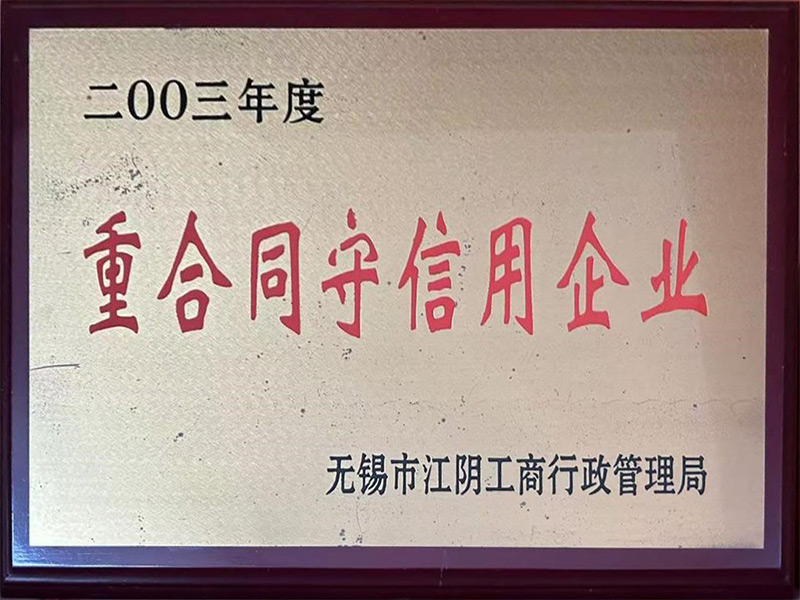 二00三年度
重合同守信用企业
无锡市江阴工商行政管理局